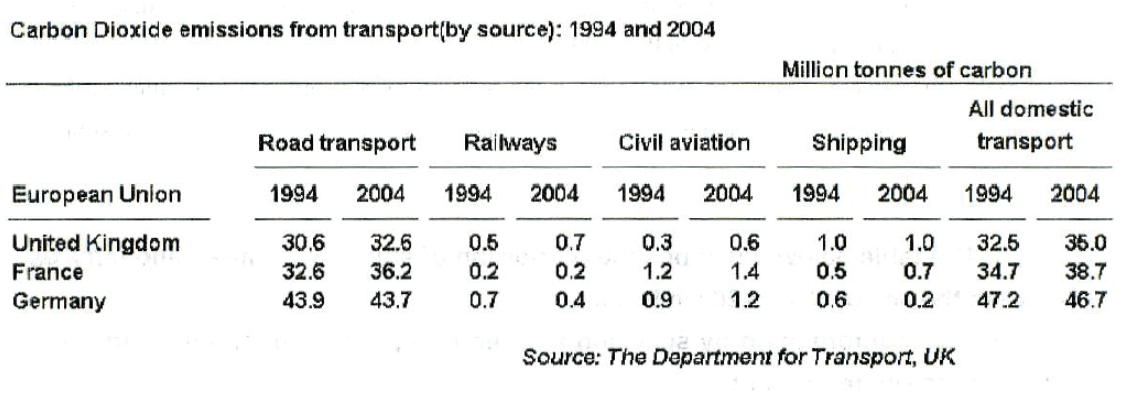 Carbon Dioxide emissions from transport(by source): 1994 and 2004
Million tonnes of carbon
All domestic
Road transport Railways Civil aviation Shipping transport
European Union 1994 2004 1994 2004 1994 2004 1994 2004 1994 2004
United Kingdom 30.6 32.6 0.5 0.7 0.3 0.6 1.0 1.0 32.5 35.0
France 32.6 36.2 0.2 0.2 1.2 1.4 0.5 0.7 34.7 38.7
Germany 43.9 43.7 0.7 0.4 0.9 1.2 0.6 0.2 47.2 46.7
Source: The Department for Transport, UK